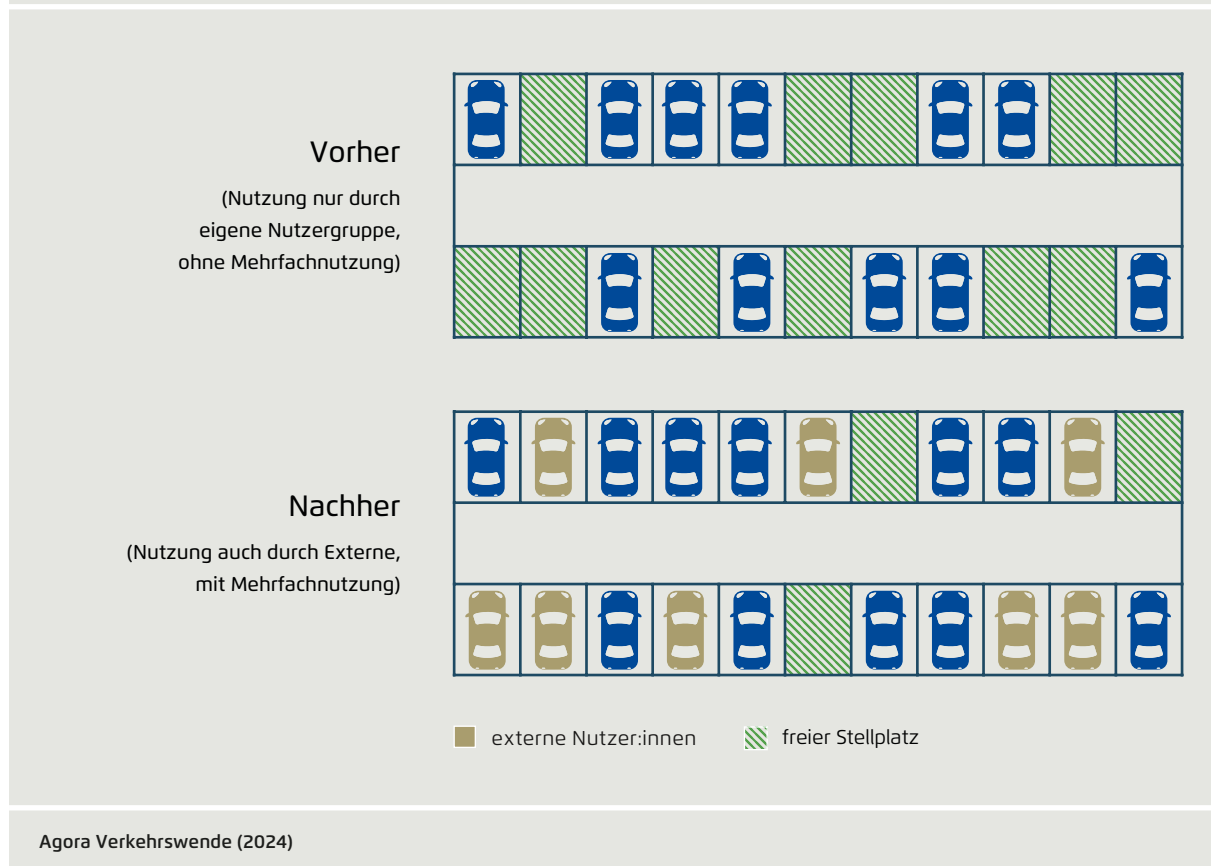 Vorher
(Nutzung nur durch
eigene Nutzergruppe,
ohne Mehrfachnutzung)
Nachher
(Nutzung auch durch Externe,
mit Mehrfachnutzung)
externe Nutzer:innen
freier Stellplatz
Agora Verkehrswende (2024)